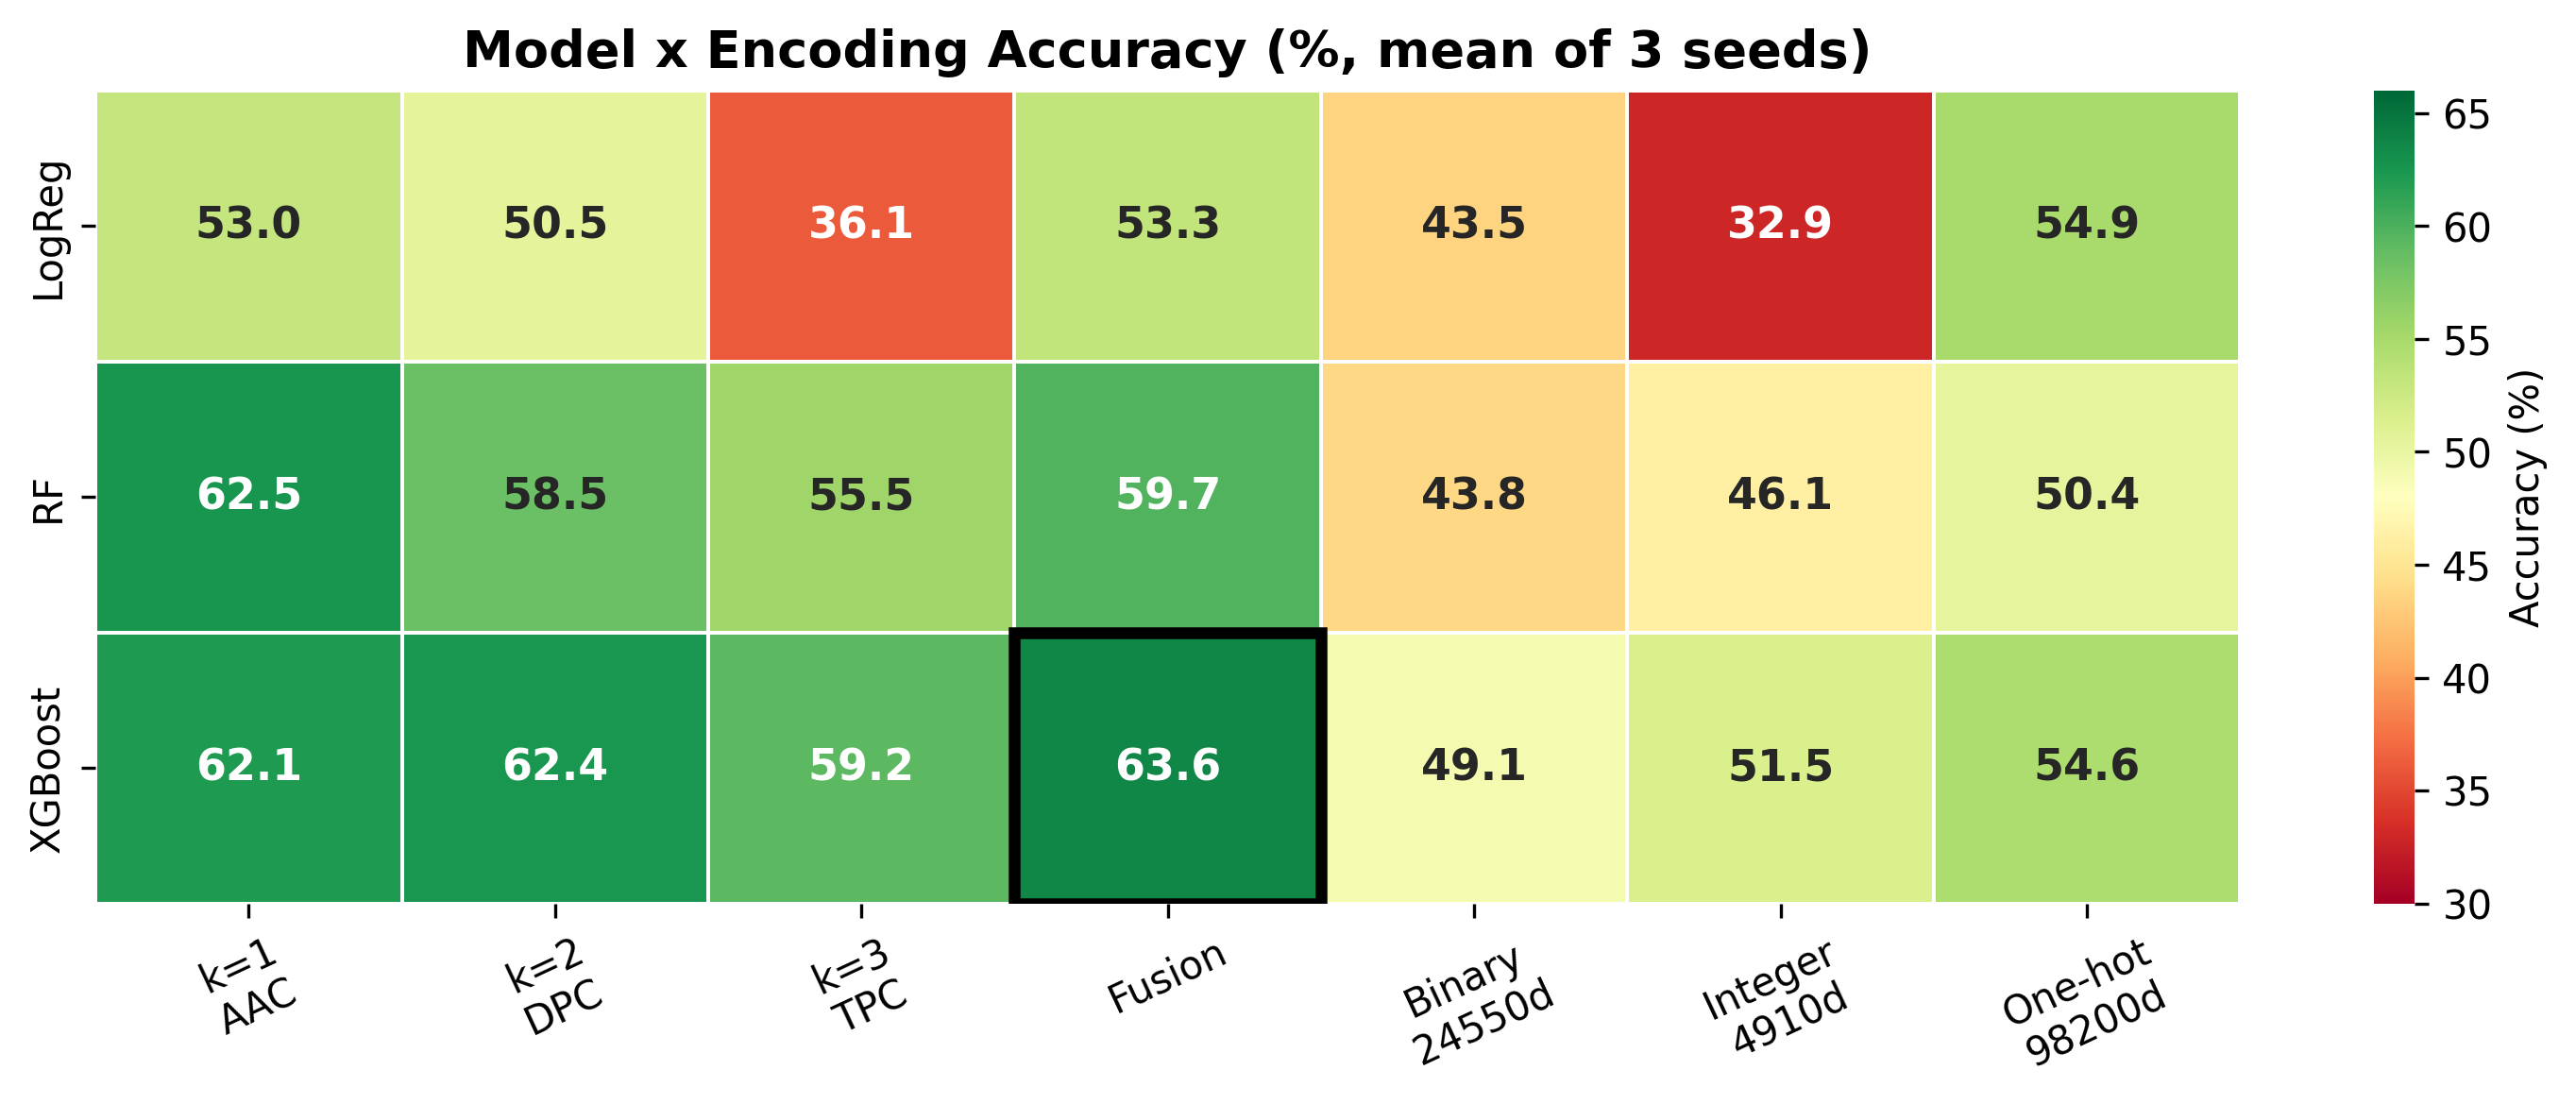 Model x Encoding Accuracy (%, mean of 3 seeds)
LogReg
53.0 50.5 36.1 53.3 43.5 32.9 54.9
RF
62.5 58.5 55.5 59.7 43.8 46.1 50.4
XGBoost
62.1 62.4 59.2 63.6 49.1 51.5 54.6
k=1
AAC
k=2
DPC
k=3
TPC
Fusion
Binary
24550d
Integer
4910d
One-hot
98200d
65
60
55
50
45
40
35
30
Accuracy (%)